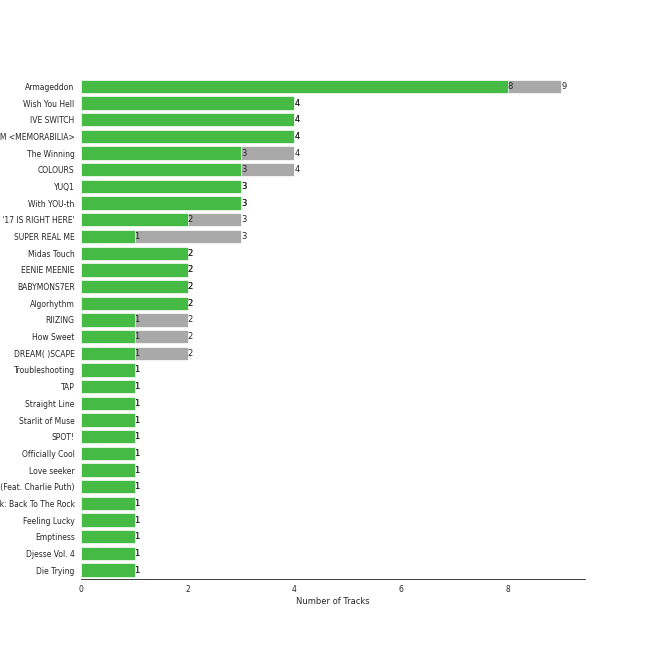 Armageddon 8 9
Wish You Hell 4
IVE SWITCH 4
M <MEMORABILIA> 4
The Winning 3 4
COLOURS 3 4
YUQ1 3
With YOU-th 3
'17 IS RIGHT HERE' 2 3
SUPER REAL ME 1 3
Midas Touch 2
EENIE MEENIE 2
BABYMONS7ER 2
Algorhythm 2
RIIZING 1 2
How Sweet 1 2
DREAM( )SCAPE 1 2
Troubleshooting 1
TAP 1
Straight Line 1
Starlit of Muse 1
SPOT! 1
Officially Cool 1
Love seeker 1
(Feat. Charlie Puth) 1
k: Back To The Rock 1
Feeling Lucky 1
Emptiness 1
Djesse Vol. 4 1
Die Trying 1
0 2 4 6 8
Number of Tracks